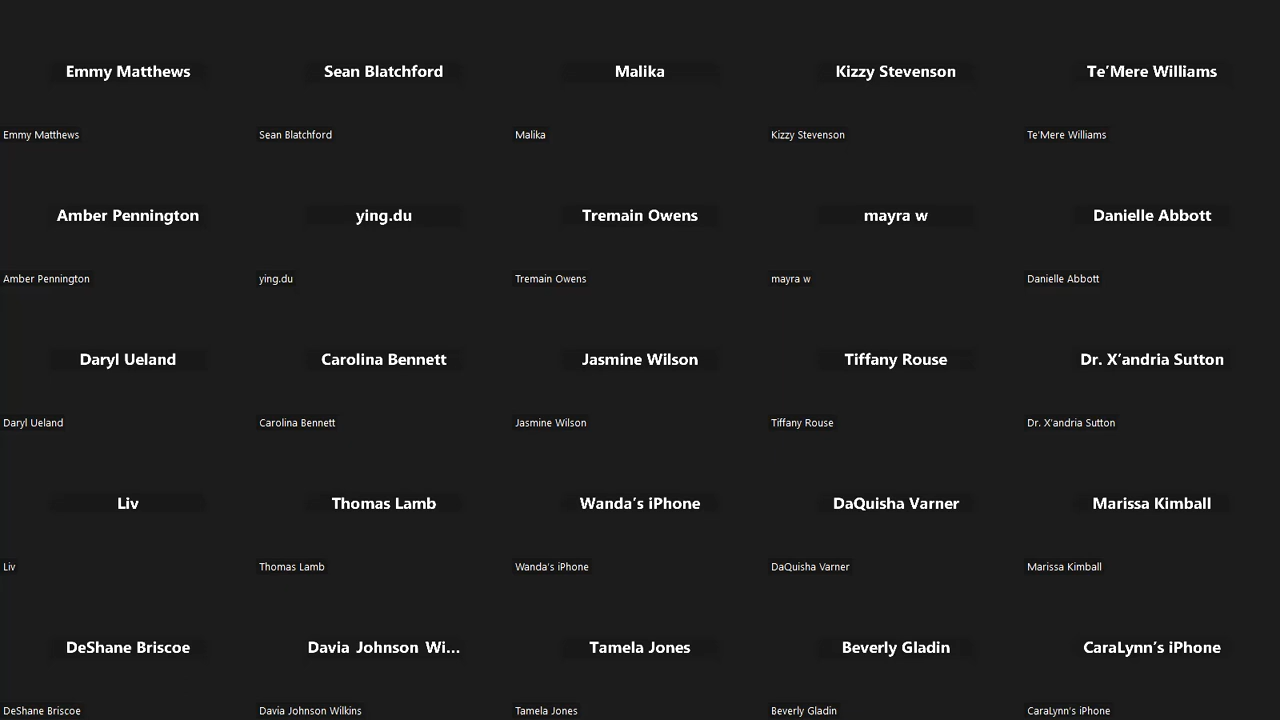 Emmy Matthews
Sean Blatchford
Malika
Kizzy Stevenson
Te’Mere Williams
Emmy Matthews
Sean Blatchford
Malika
Kizzy Stevenson
Te'Mere Williams
Amber Pennington
ying.du
Tremain Owens
mayra w
Danielle Abbott
Amber Pennington
ying.du
Tremain Owens
mayra w
Danielle Abbott
Daryl Ueland
Carolina Bennett
Jasmine Wilson
Tiffany Rouse
Dr. X’andria Sutton
Daryl Ueland
Carolina Bennett
Jasmine Wilson
Tiffany Rouse
Dr. X'andria Sutton
Liv
Thomas Lamb
Wanda’s iPhone
DaQuisha Varner
Marissa Kimball
Liv
Thomas Lamb
Wanda's iPhone
DaQuisha Varner
Marissa Kimball
DeShane Briscoe
Davia Johnson Wi...
Tamela Jones
Beverly Gladin
CaraLynn’s iPhone
DeShane Briscoe
Davia Johnson Wilkins
Tamela Jones
Beverly Gladin
CaraLynn's iPhone